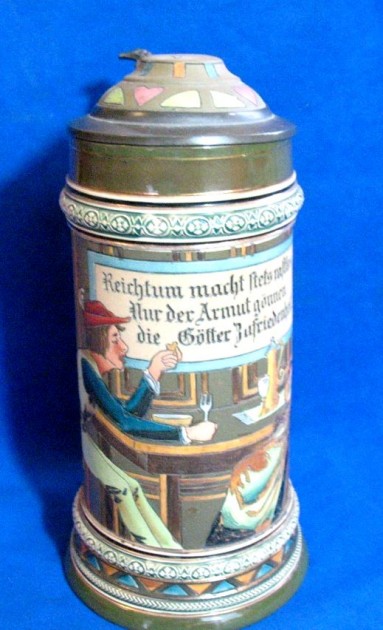 Reichtum macht stets
Nur der Armut gönnen
die Götter